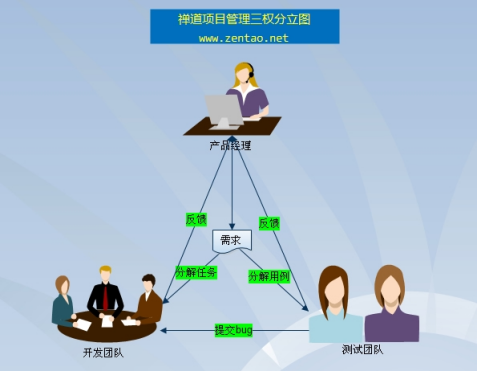 禅道项目管理三权分立图
www.zentao.net
产品经理
反馈
反馈
需求
分解任务
分解用例
提交bug
开发团队
测试团队